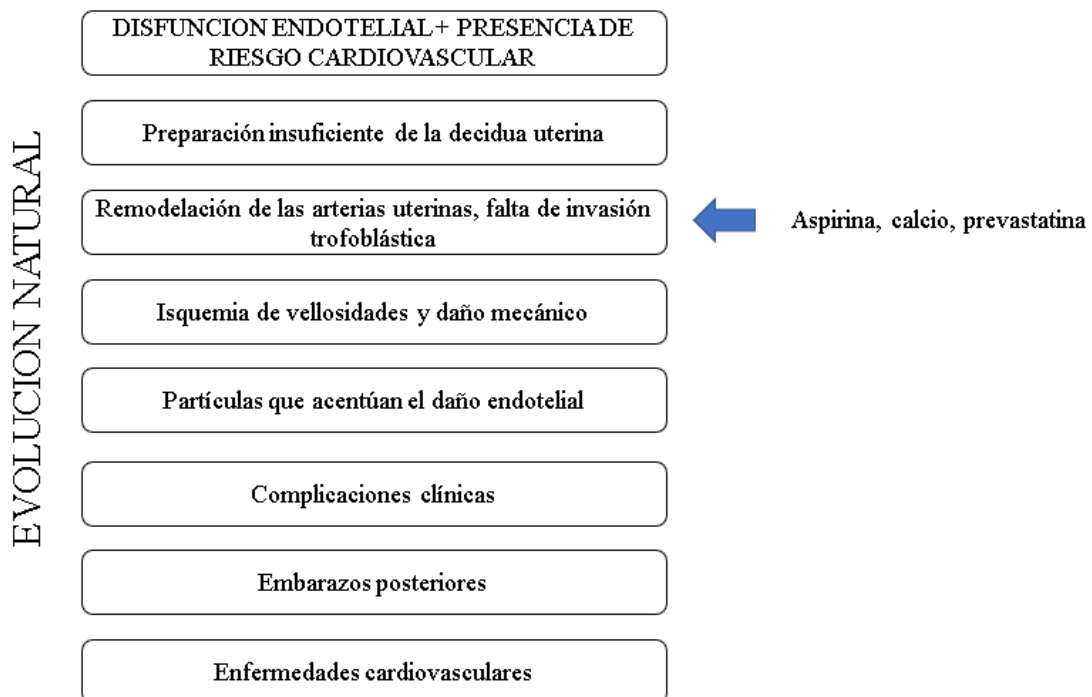 EVOLUCION NATURAL
DISFUNCION ENDOTELIAL + PRESENCIA DE
RIESGO CARDIOVASCULAR
Preparación insuficiente de la decidua uterina
Remodelación de las arterias uterinas, falta de invasión
trofoblástica
Aspirina, calcio, prevastatina
Isquemia de vellosidades y daño mecánico
Partículas que acentúan el daño endotelial
Complicaciones clínicas
Embarazos posteriores
Enfermedades cardiovasculares